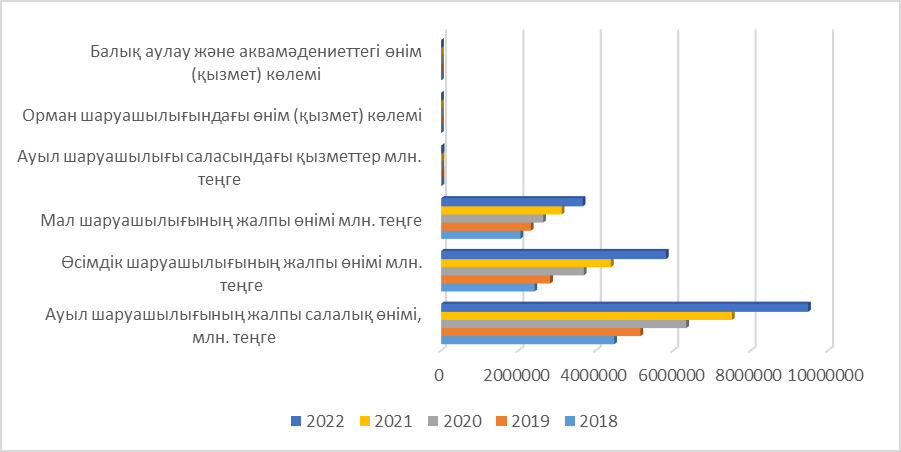 Балық аулау және аквамәдениеттегі өнім
(қызмет) көлемі
Орман шаруашылығындағы өнім (қызмет) көлемі
Ауыл шаруашылығы саласындағы қызметтер млн.
теңге
Мал шаруашылығының жалпы өнімі млн. теңге
Өсімдік шаруашылығының жалпы өнімі млн.
теңге
Ауыл шаруашылығының жалпы салалық өнімі,
млн. теңге
0 2000000 4000000 6000000 8000000 10000000
2022 2021 2020 2019 2018